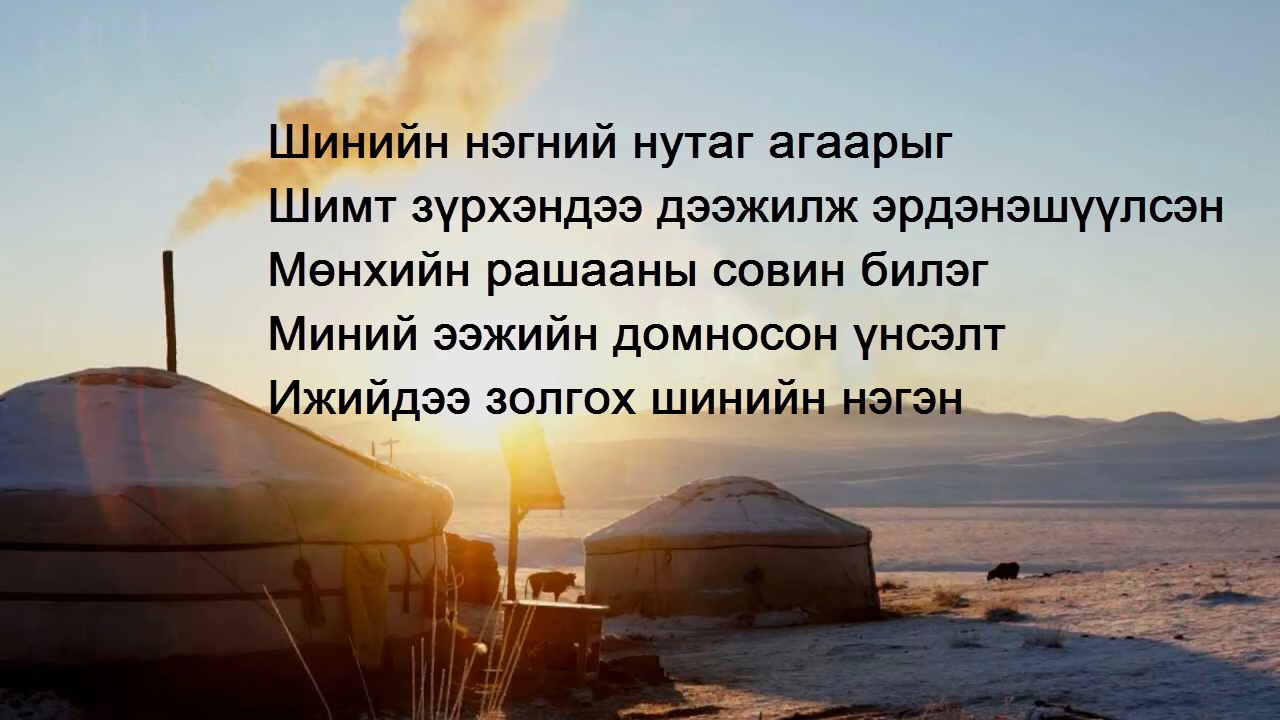 Шинийн нэгний нутаг агаарыг
Шимт зүрхэндээ дээжилж эрдэнэшүүлсэн
Мөнхийн рашааны совин билэг
Миний ээжийн домносон үнсэлт
Ижийдээ золгох шинийн нэгэн